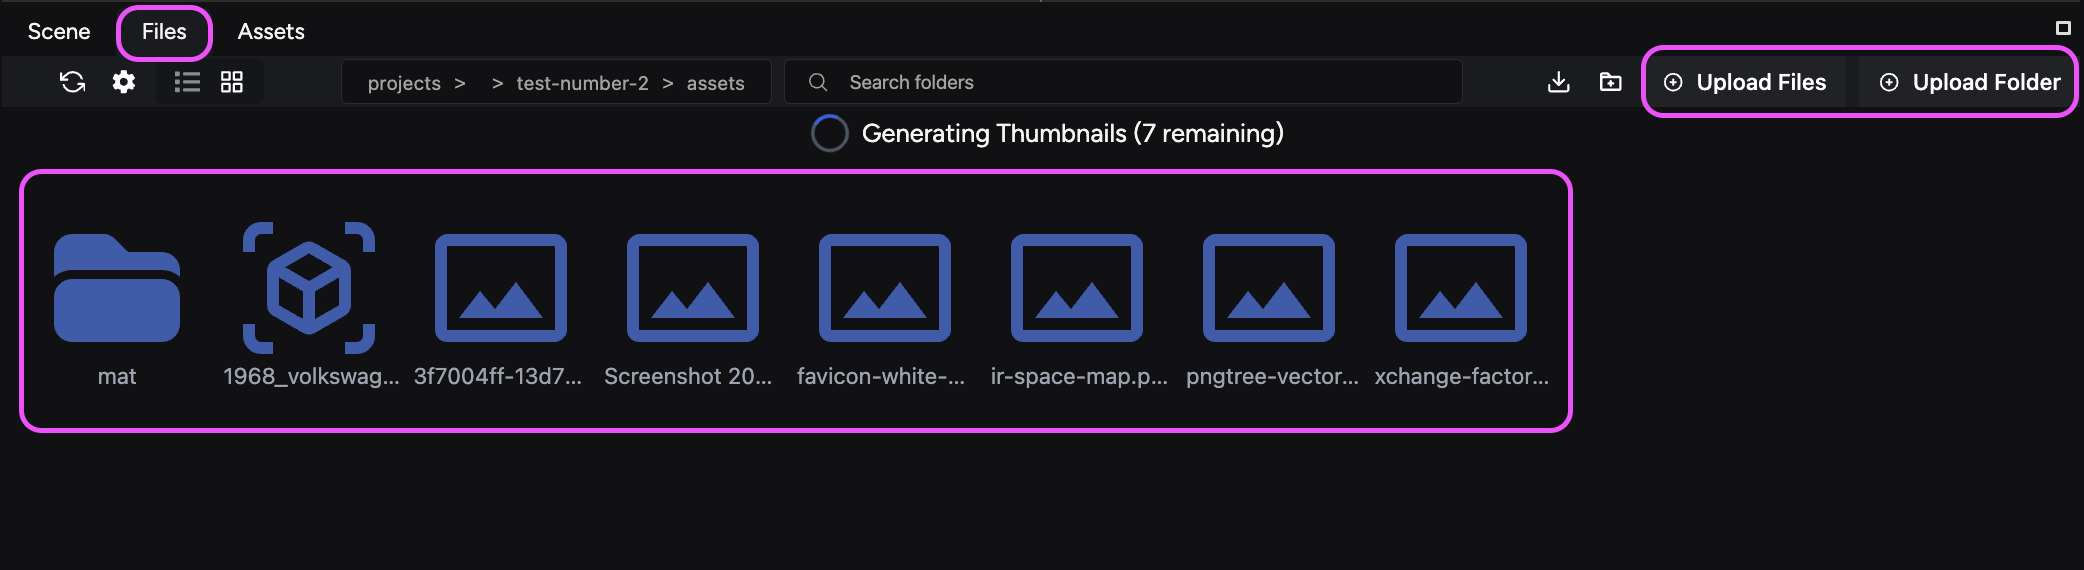 Scene Files Assets
projects > > test-number-2 > assets Search folders Upload Files Upload Folder
Generating Thumbnails (7 remaining)
mat 1968_volkswag... 3f7004ff-13d7... Screenshot 20... favicon-white-... ir-space-map.p... pngtree-vector... xchange-factor...